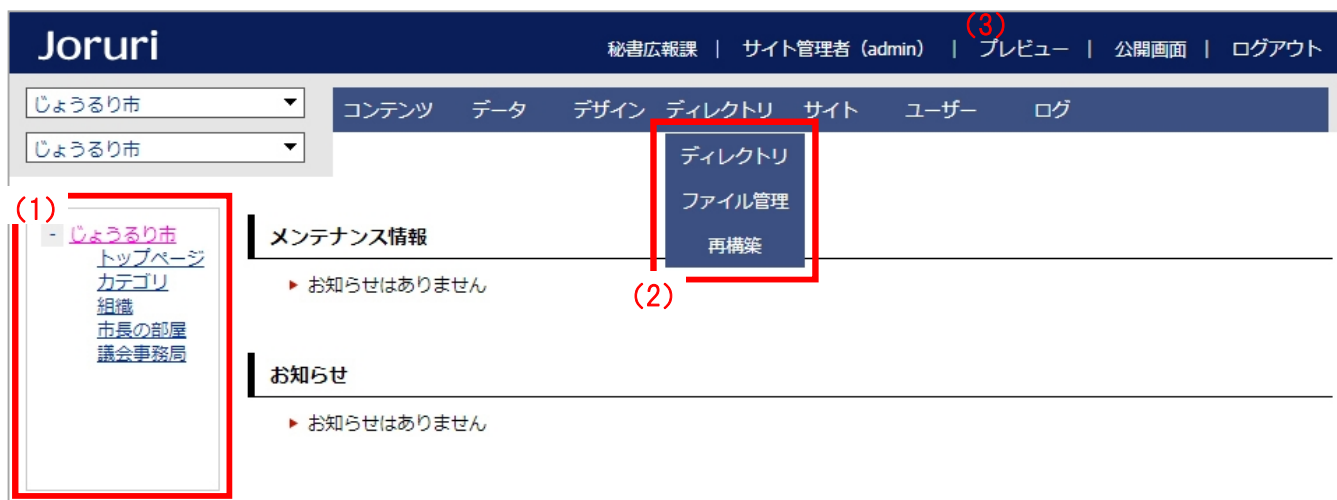 (3)
Joruri
秘書広報課 | サイト管理者（admin） | プレビュー | 公開画面 | ログアウト
じょうるり市
コンテンツ データ デザイン ディレクトリ サイト ユーザー ログ
じょうるり市
ディレクトリ
ファイル管理
再構築
(2)
(1)
- じょうるり市
トップページ
カテゴリ
組織
市長の部屋
議会事務局
メンテナンス情報
お知らせはありません
お知らせ
お知らせはありません